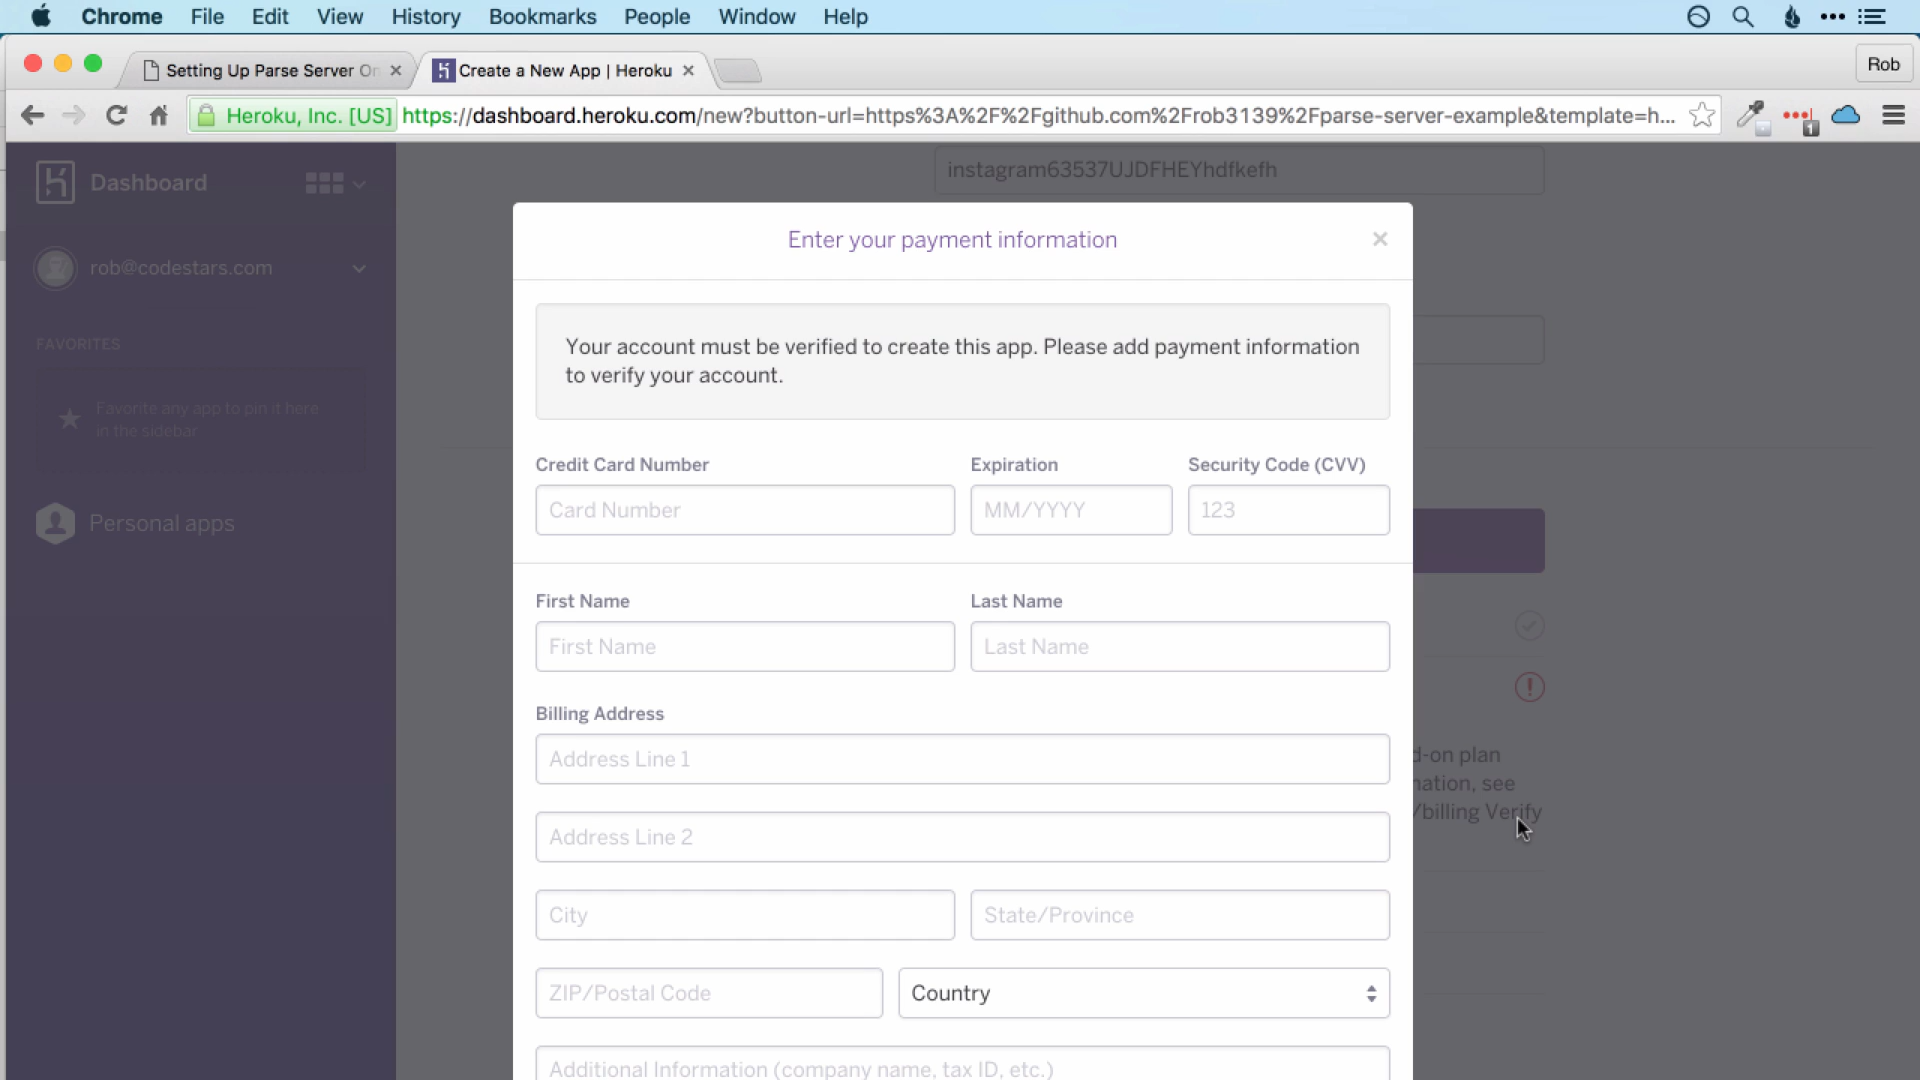 Chrome File Edit View History Bookmarks People Window Help
Setting Up Parse Server On
Create a New App | Heroku
Rob
Heroku, Inc. [US] https://dashboard.heroku.com/new?button-url=https%3A%2F%2Fgithub.com%2Frob3139%2Fparse-server-example&template=h...
1
Dashboard
instagram63537UJDFHEYhdfkefh
Enter your payment information
rob@codestars.com
FAVORITES
Favorite any app to pin it here
in the sidebar
Personal apps
Your account must be verified to create this app. Please add payment information
to verify your account.
Credit Card Number Expiration Security Code (CVV)
Card Number MM/YYYY 123
First Name Last Name
First Name Last Name
Billing Address
Address Line 1
d-on plan
nation, see
/billing Verify
Address Line 2
City State/Province
ZIP/Postal Code Country
Additional Information (company name, tax ID, etc.)